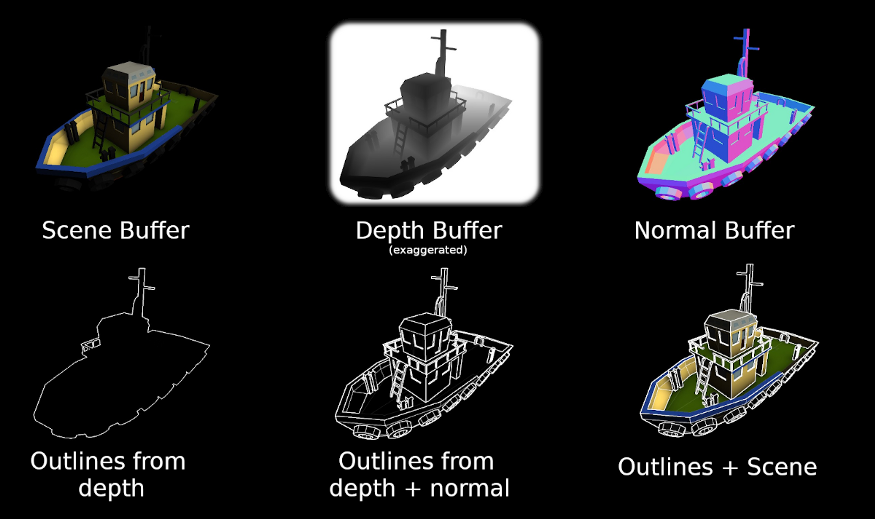 Scene Buffer
Depth Buffer
(exaggerated)
Normal Buffer
Outlines from
depth
Outlines from
depth + normal
Outlines + Scene